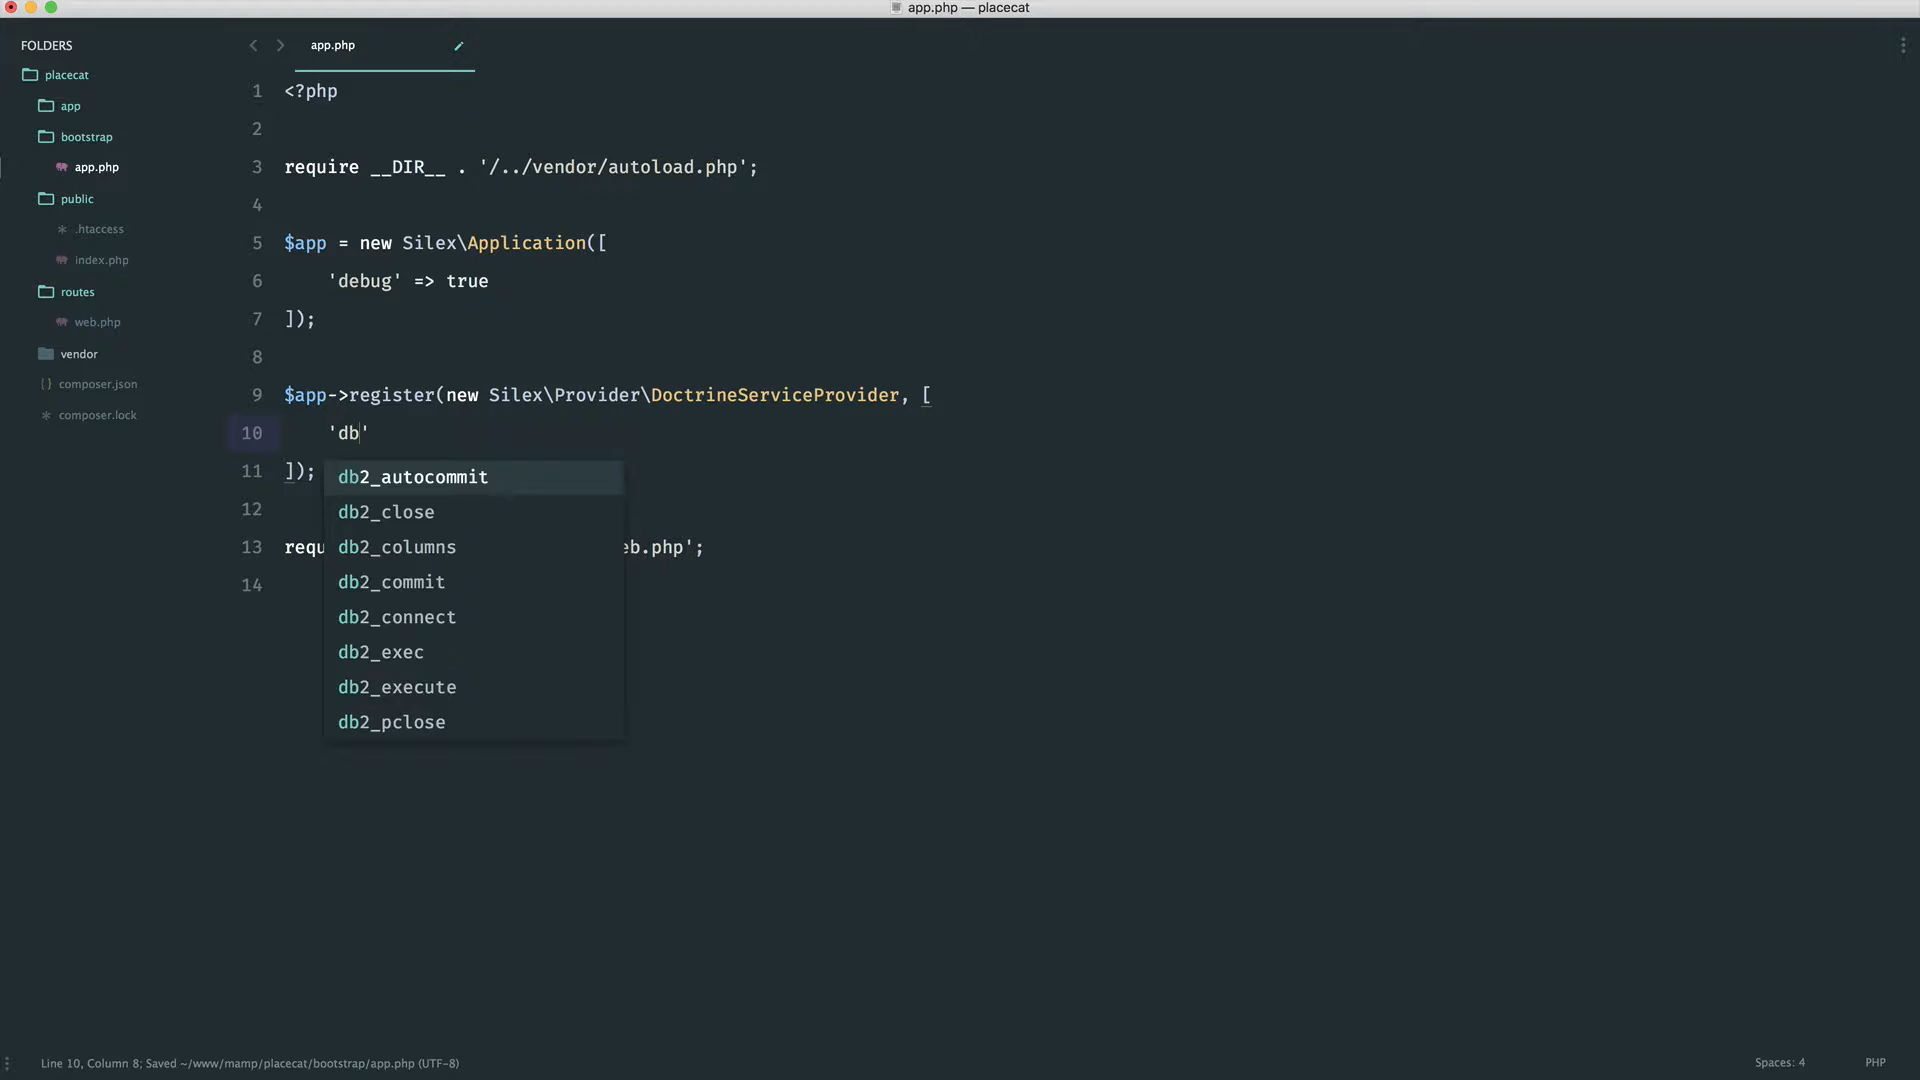 app.php — placecat
FOLDERS
placecat
app
bootstrap
app.php
public
.htaccess
index.php
routes
web.php
vendor
composer.json
composer.lock
app.php
1 <?php
2
3 require __DIR__ . '/../vendor/autoload.php';
4
5 $app = new Silex\Application([
6 'debug' => true
7 ]);
8
9 $app->register(new Silex\Provider\DoctrineServiceProvider, [
10 'db'
11 ]);
12
13 requ eb.php';
14
db2_autocommit
db2_close
db2_columns
db2_commit
db2_connect
db2_exec
db2_execute
db2_pclose
Line 10, Column 8; Saved ~/www/mamp/placecat/bootstrap/app.php (UTF-8)
Spaces: 4
PHP